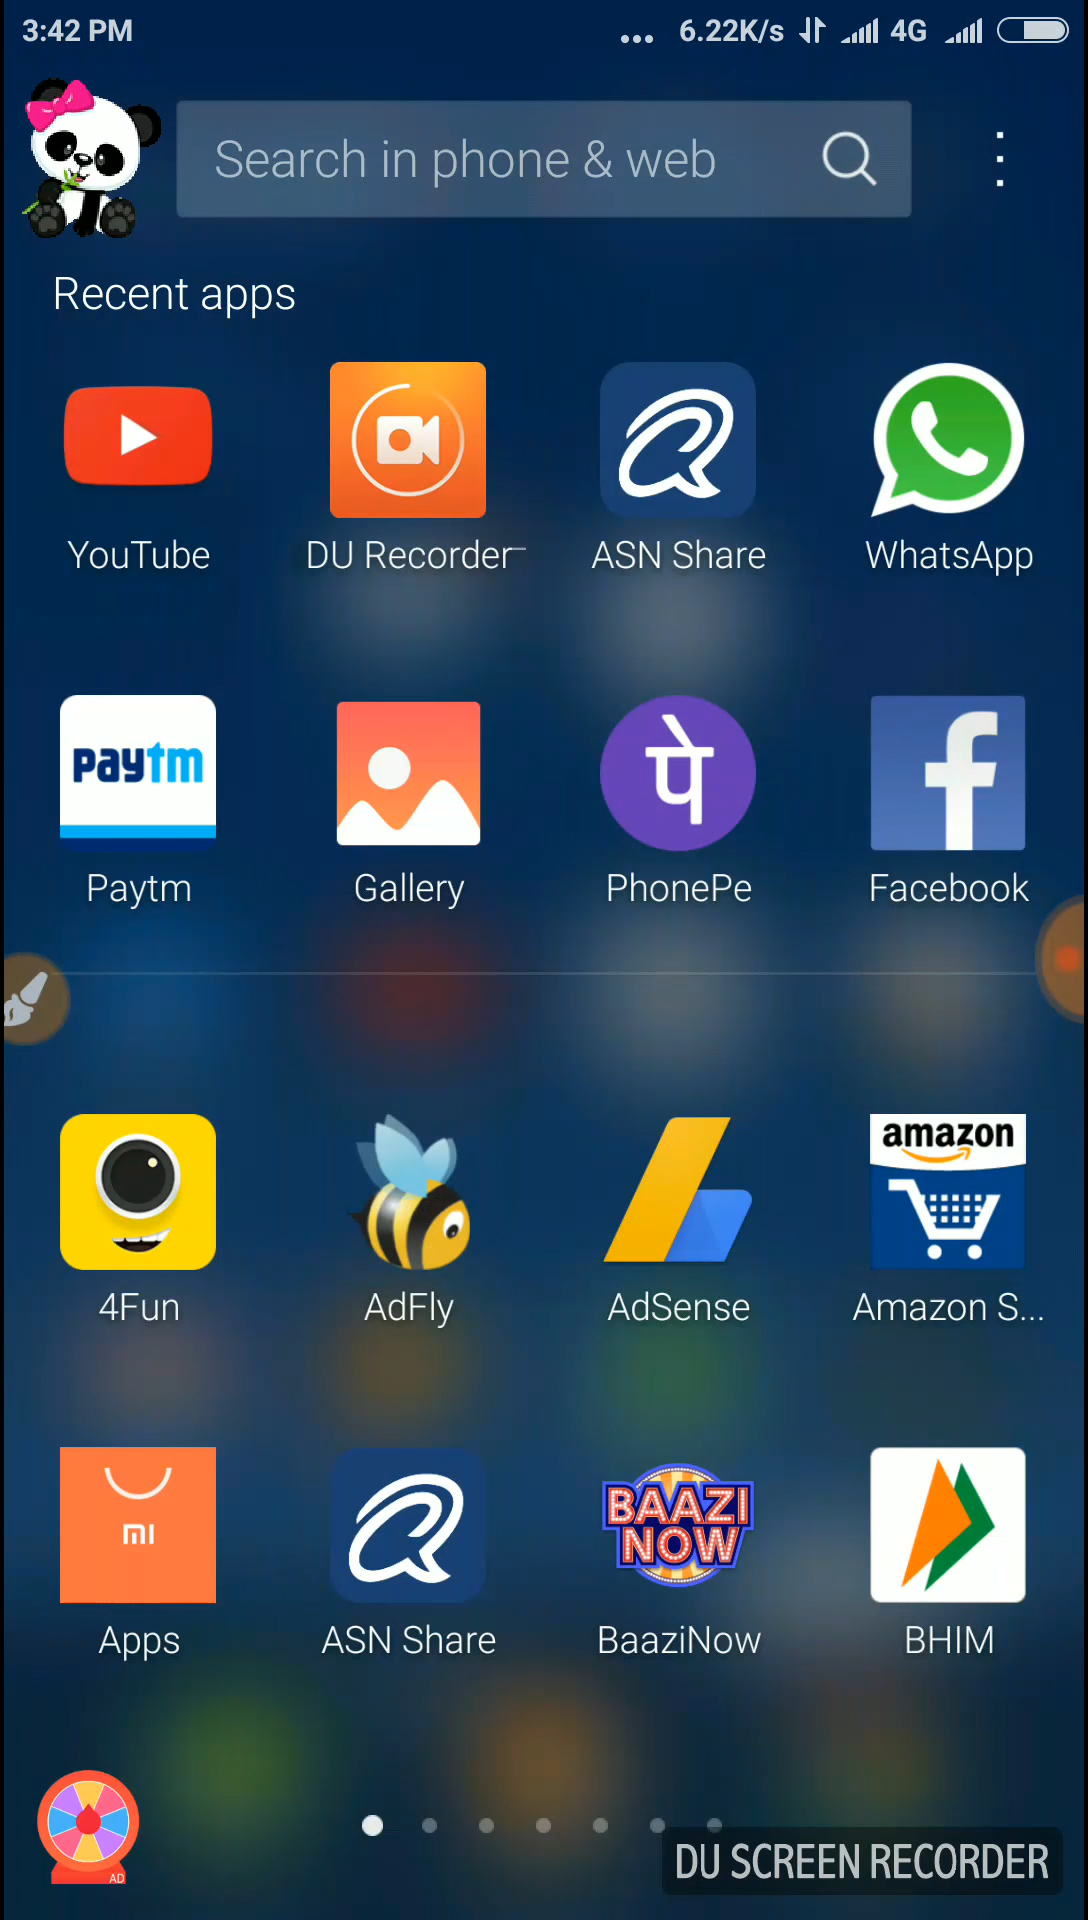 3:42 PM ... 6.22K/s 4G
Search in phone & web
Recent apps
YouTube DU Recorder ASN Share WhatsApp
paytm पे f
Paytm Gallery PhonePe Facebook
amazon
4Fun AdFly AdSense Amazon S...
mi BAAZI NOW
Apps ASN Share BaaziNow BHIM
AD
DU SCREEN RECORDER